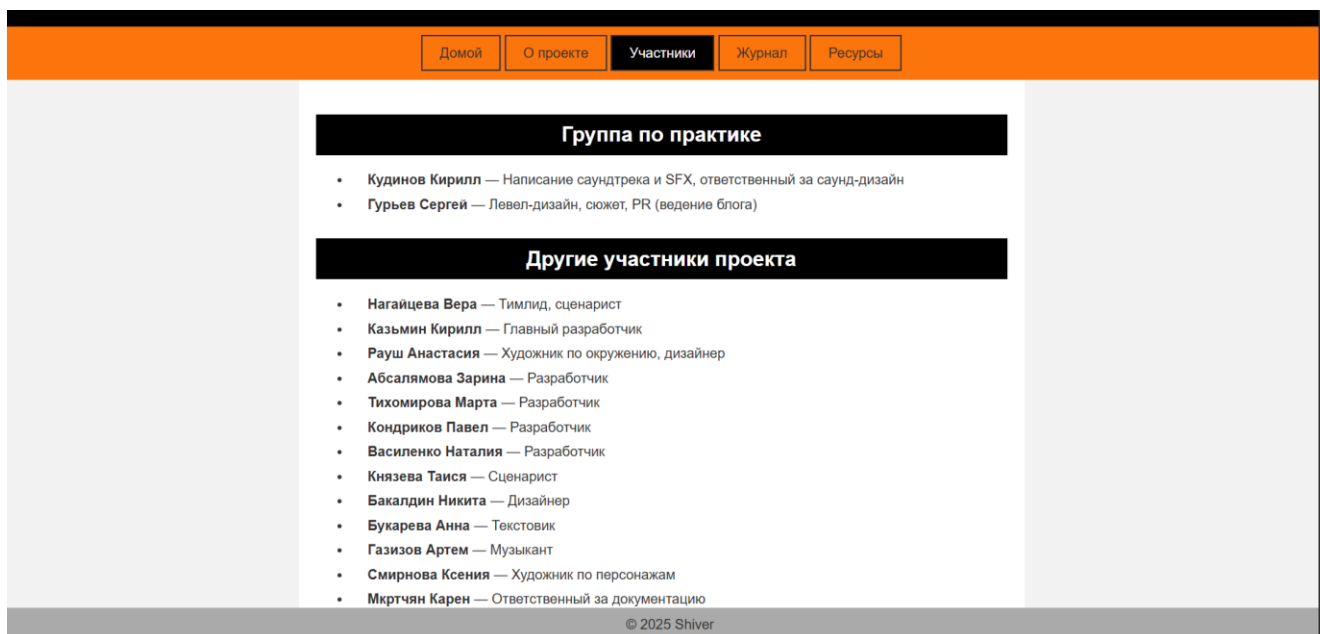 Домой О проекте Участники Журнал Ресурсы
Группа по практике
• Кудинов Кирилл — Написание саундтрека и SFX, ответственный за саунд-дизайн
• Гурьев Сергей — Левел-дизайн, сюжет, PR (ведение блога)
Другие участники проекта
• Нагайцева Вера — Тимлид, сценарист
• Казьмин Кирилл — Главный разработчик
• Рауш Анастасия — Художник по окружению, дизайнер
• Абсалямова Зарина — Разработчик
• Тихомирова Марта — Разработчик
• Кондриков Павел — Разработчик
• Василенко Наталия — Разработчик
• Князева Таися — Сценарист
• Бакалдин Никита — Дизайнер
• Букарева Анна — Текстовик
• Газизов Артем — Музыкант
• Смирнова Ксения — Художник по персонажам
• Мкртчян Карен — Ответственный за документацию
© 2025 Shiver